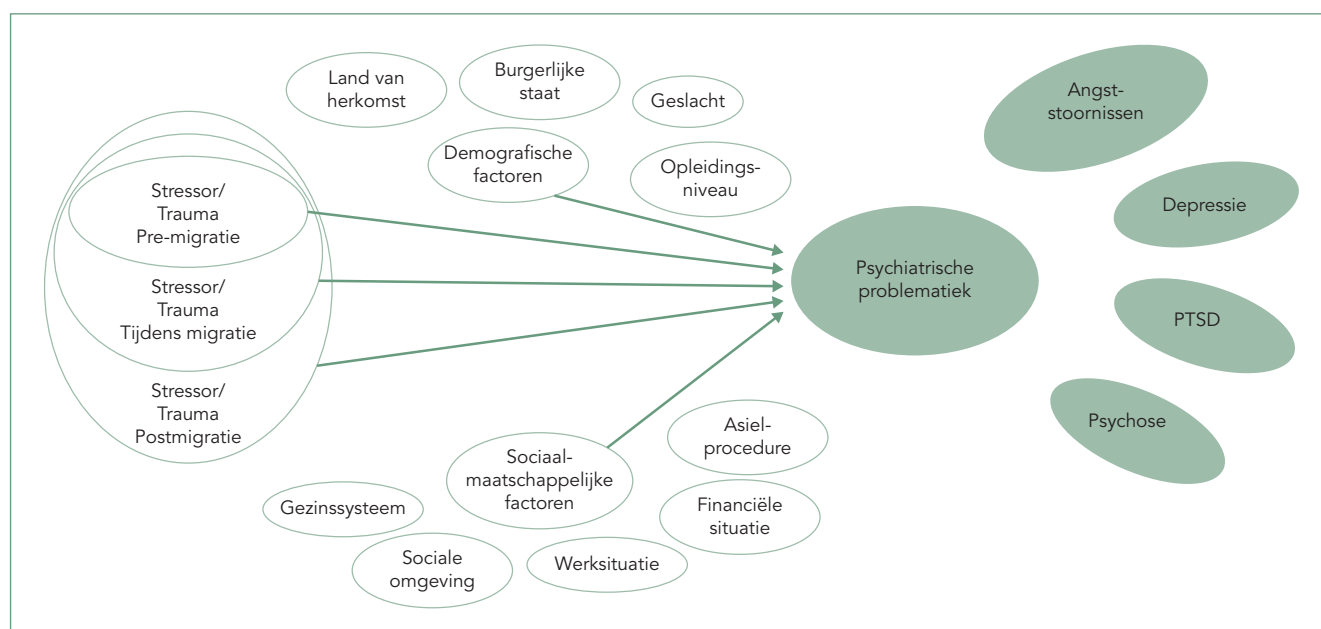 Land van
herkomst
Burgerlijke
staat
Geslacht
Demografische
factoren
Opleidings-
niveau
Angst-
stoornissen
Depressie
PTSD
Psychose
Psychiatrische
problematiek
Stressor/
Trauma
Pre-migratie
Stressor/
Trauma
Tijdens migratie
Stressor/
Trauma
Postmigratie
Asiel-
procedure
Sociaal-
maatschappelijke
factoren
Gezinssysteem
Financiële
situatie
Sociale
omgeving
Werksituatie